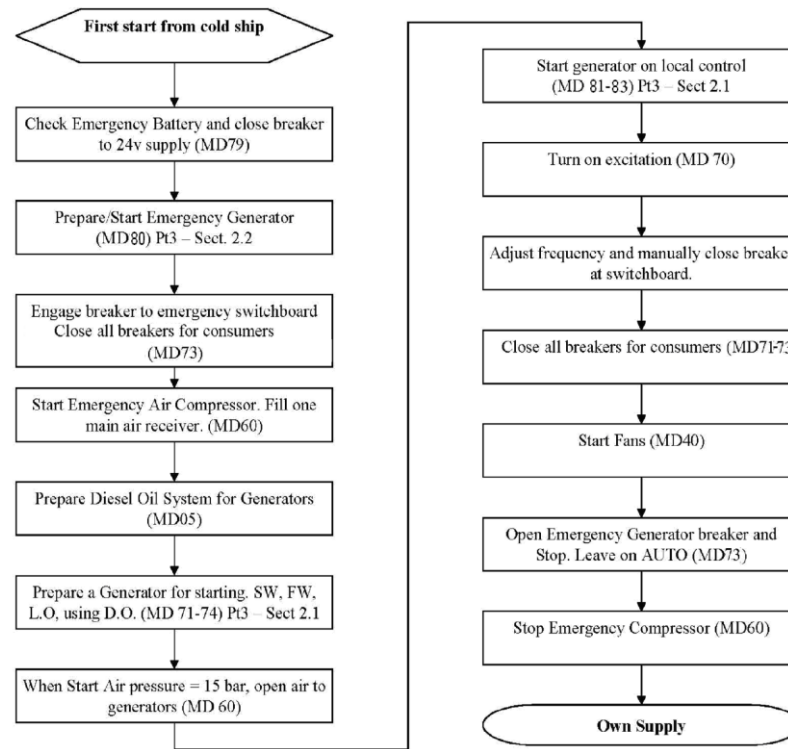 First start from cold ship
Check Emergency Battery and close breaker
to 24v supply (MD79)
Prepare/Start Emergency Generator
(MD80) Pt3 – Sect. 2.2
Engage breaker to emergency switchboard
Close all breakers for consumers
(MD73)
Start Emergency Air Compressor. Fill one
main air receiver. (MD60)
Prepare Diesel Oil System for Generators
(MD05)
Prepare a Generator for starting. SW, FW,
L.O, using D.O. (MD 71-74) Pt3 – Sect 2.1
When Start Air pressure = 15 bar, open air to
generators (MD 60)
Start generator on local control
(MD 81-83) Pt3 – Sect 2.1
Turn on excitation (MD 70)
Adjust frequency and manually close breake
at switchboard.
Close all breakers for consumers (MD71-73
Start Fans (MD40)
Open Emergency Generator breaker and
Stop. Leave on AUTO (MD73)
Stop Emergency Compressor (MD60)
Own Supply